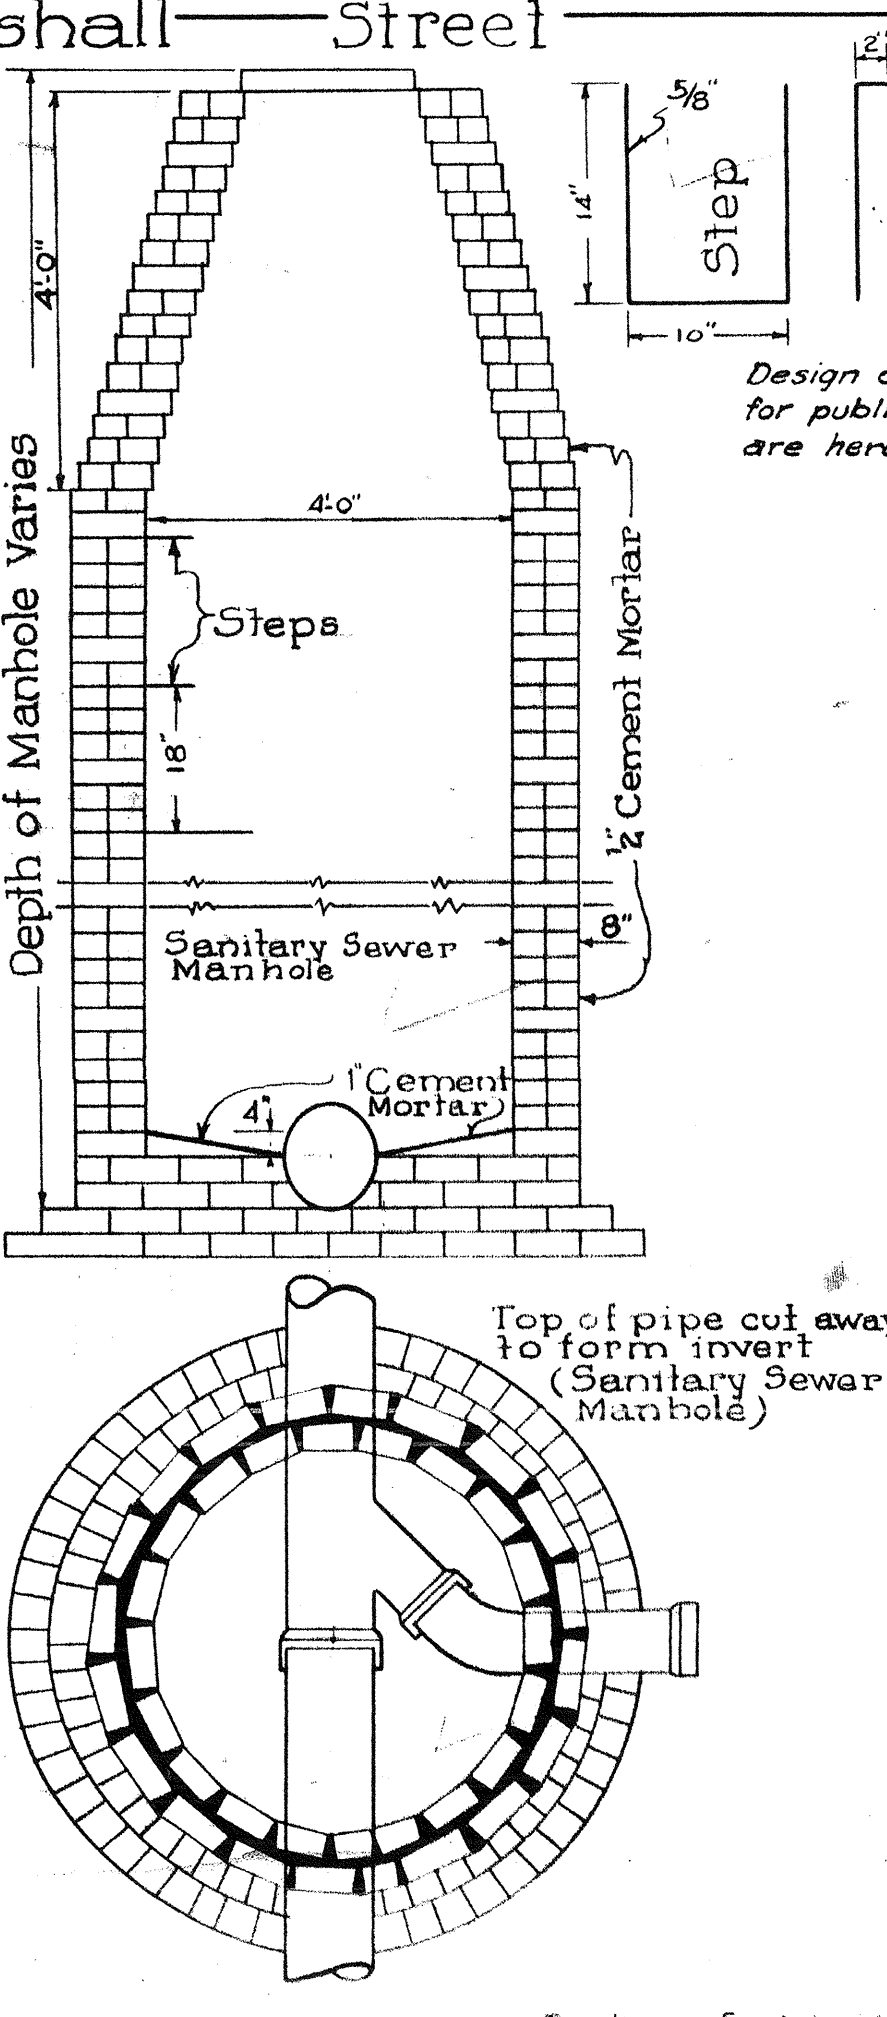 shall Street
2"
5/8"
14"
Step
10"
4'-0"
Design
for publi
are here
4'-0"
Depth of Manhole Varies
Steps
18"
1/2" Cement Mortar
8"
Sanitary Sewer
Manhole
1" Cement
Mortar
4"
Top of pipe cut away
to form invert
(Sanitary Sewer
Manhole)